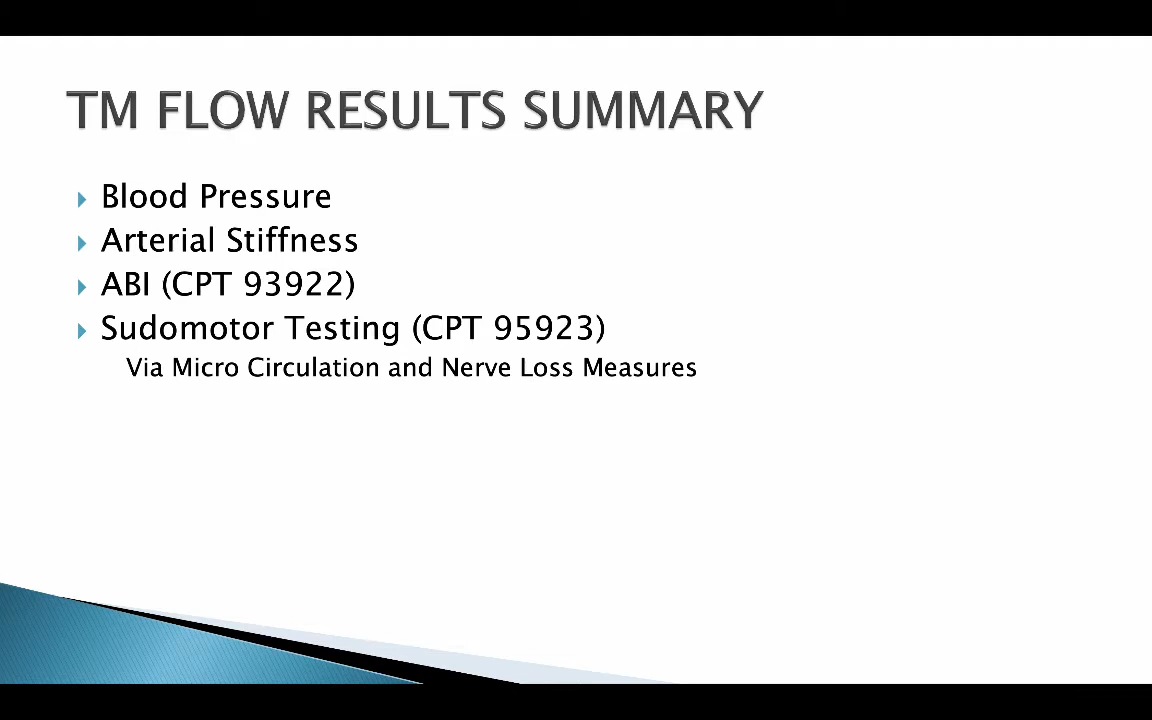 TM FLOW RESULTS SUMMARY
Blood Pressure
Arterial Stiffness
ABI (CPT 93922)
Sudomotor Testing (CPT 95923)
Via Micro Circulation and Nerve Loss Measures